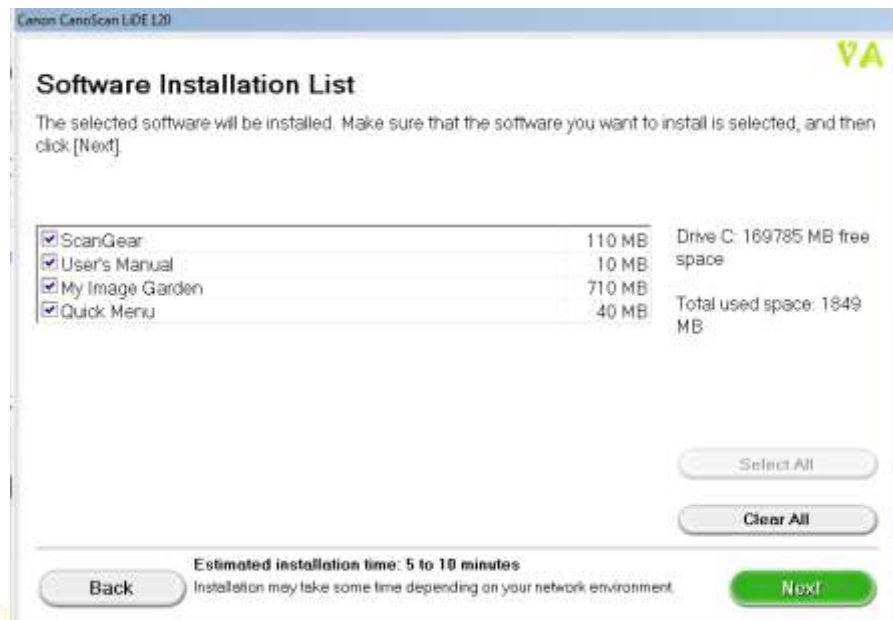 Canon CanoScan LiDE 120
Software Installation List
The selected software will be installed. Make sure that the software you want to install is selected, and then
click [Next].
ScanGear 110 MB
User's Manual 10 MB
My Image Garden 710 MB
Quick Menu 40 MB
Drive C: 169785 MB free
space
Total used space: 1849
MB
Select All
Clear All
Estimated installation time: 5 to 10 minutes
Installation may take some time depending on your network environment.
Back
Next